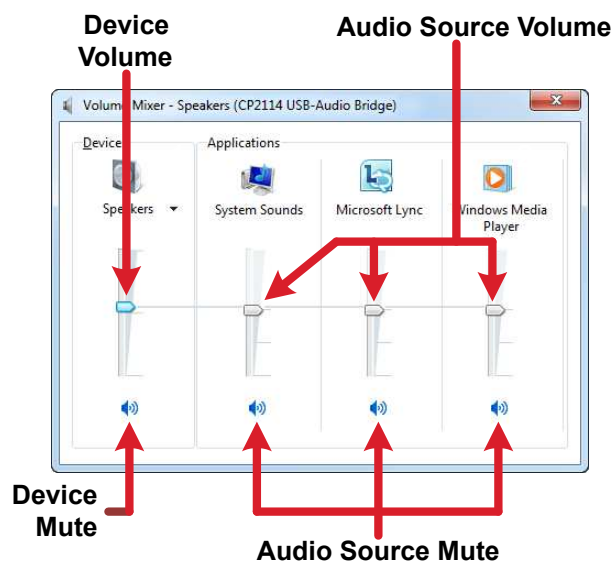 Device
Volume
Audio Source Volume
Volume Mixer - Speakers (CP2114 USB-Audio Bridge)
Device
Applications
Speakers
System Sounds
Microsoft Lync
Windows Media
Player
Device
Mute
Audio Source Mute